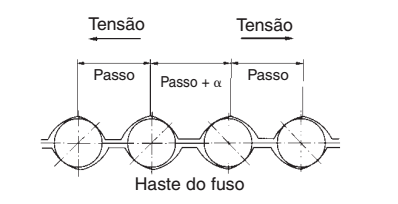 Tensão Tensão
Passo Passo + α Passo
Haste do fuso